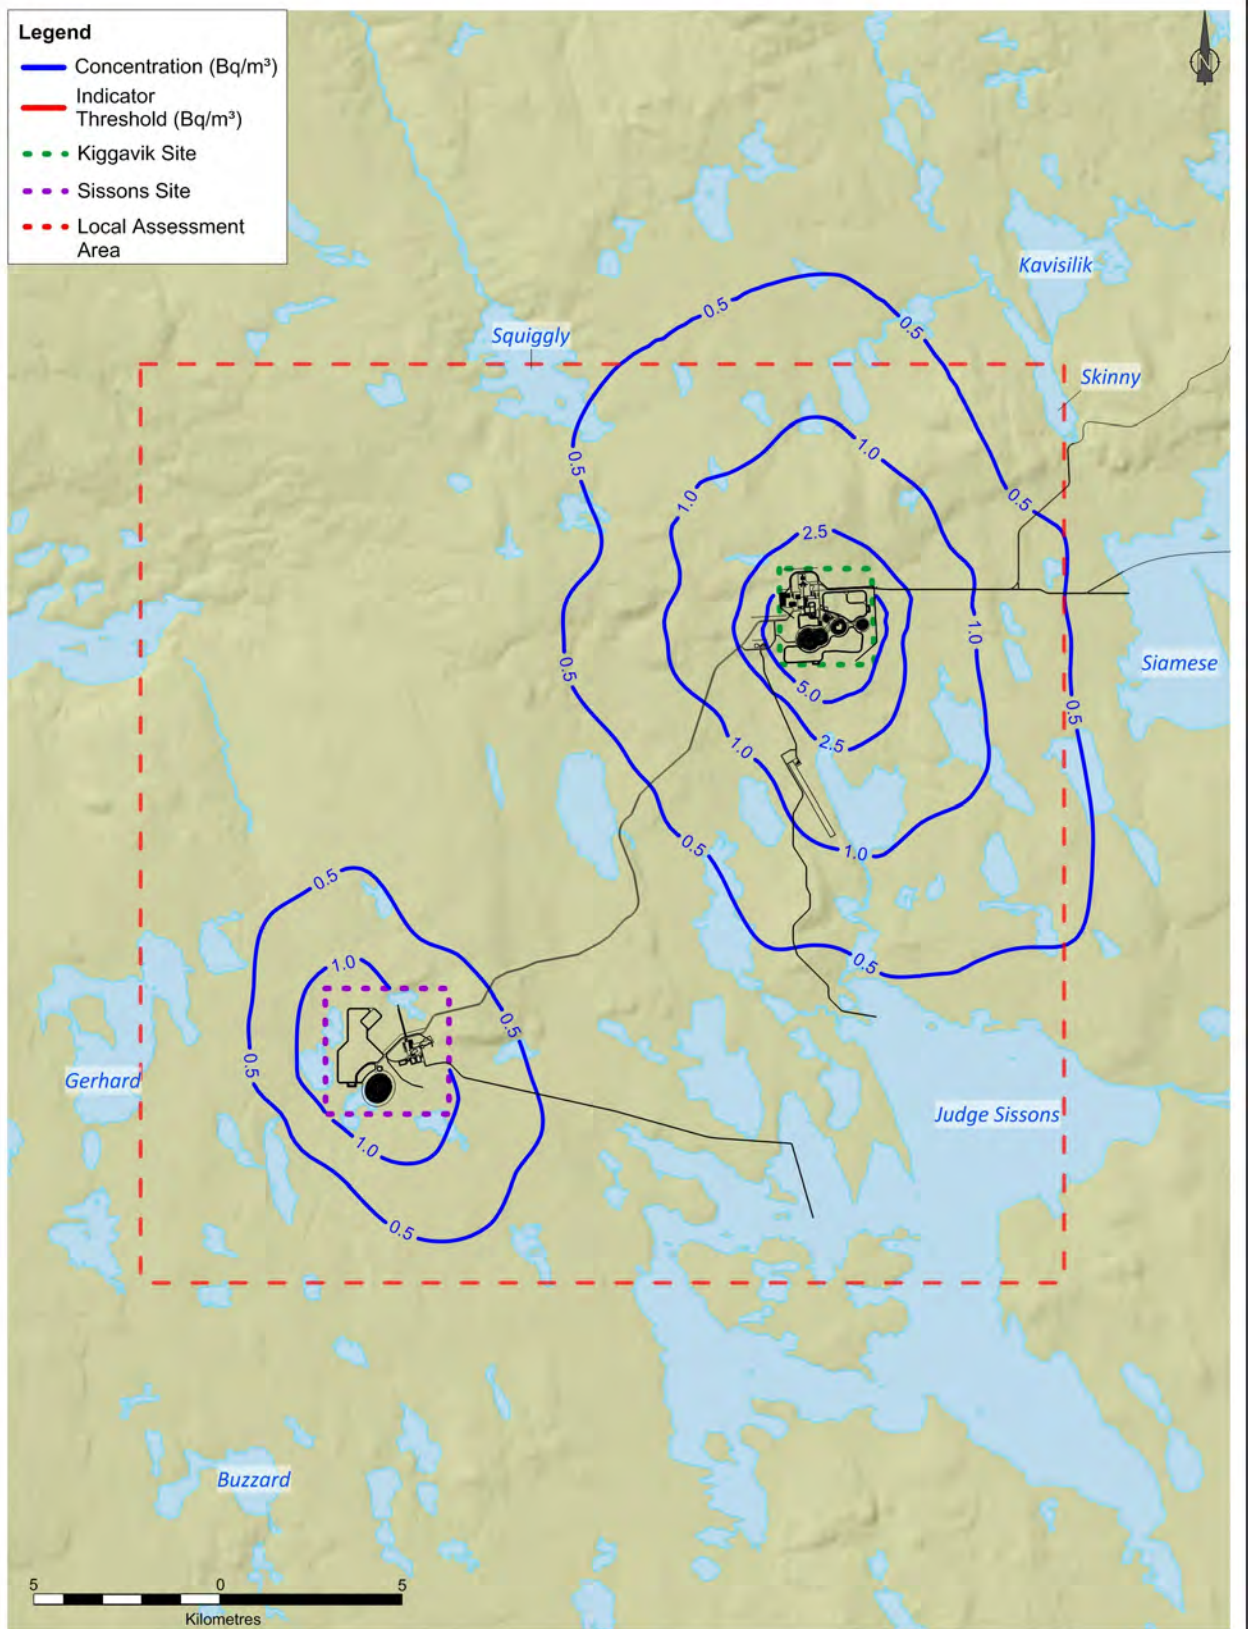 Legend
Concentration (Bq/m³)
Indicator
Threshold (Bq/m³)
Kiggavik Site
Sissons Site
Local Assessment
Area
N
Kavisilik
0.5
0.5
Squiggly
Skinny
1.0
0.5
1.0
0.5
2.5
1.0
Siamese
0.5
5.0
0.5
2.5
1.0
0.5
1.0
0.5
0.5
1.0
0.5
0.5
Gerhard
Judge Sissons
1.0
0.5
Buzzard
5 0 5
Kilometres